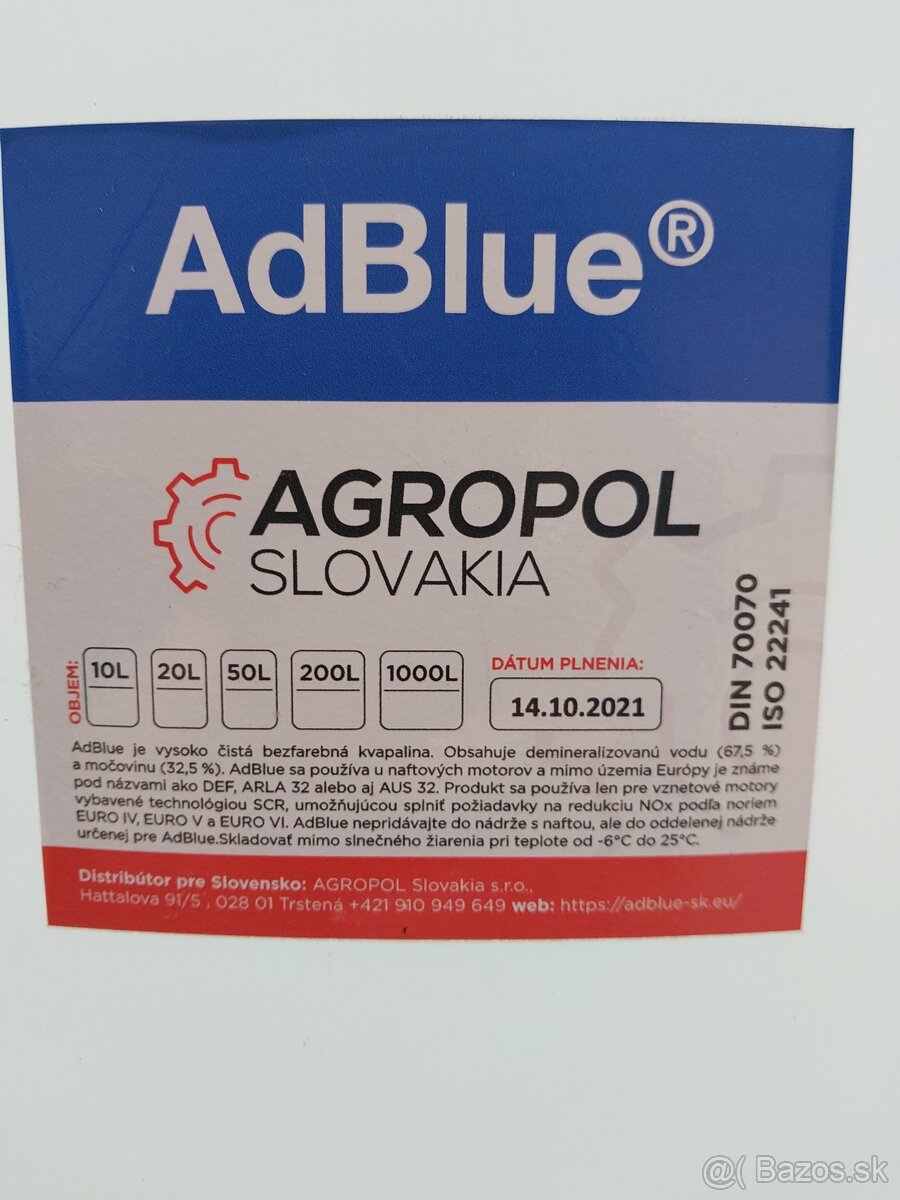 AdBlue®
AGROPOL
SLOVAKIA
DIN 70070
ISO 22241
OBJEM:
10L
20L
50L
200L
1000L
DÁTUM PLNENIA:
14.10.2021
AdBlue je vysoko čistá bezfarebná kvapalina. Obsahuje demineralizovanú vodu (67,5 %)
a močovinu (32,5 %). AdBlue sa používa u naftových motorov a mimo územia Európy je známe
pod názvami ako DEF, ARLA 32 alebo aj AUS 32. Produkt sa používa len pre vznetové motory
vybavené technológiou SCR, umožňujúcou splniť požiadavky na redukciu NOx podľa noriem
EURO IV, EURO V a EURO VI. AdBlue nepridávajte do nádrže s naftou, ale do oddelenej nádrže
určenej pre AdBlue.Skladovať mimo slnečného žiarenia pri teplote od -6°C do 25°C.
Distribútor pre Slovensko: AGROPOL Slovakia s.r.o.,
Hattalova 91/5 , 028 01 Trstená +421 910 949 649 web: https://adblue-sk.eu/
@( Bazos.sk